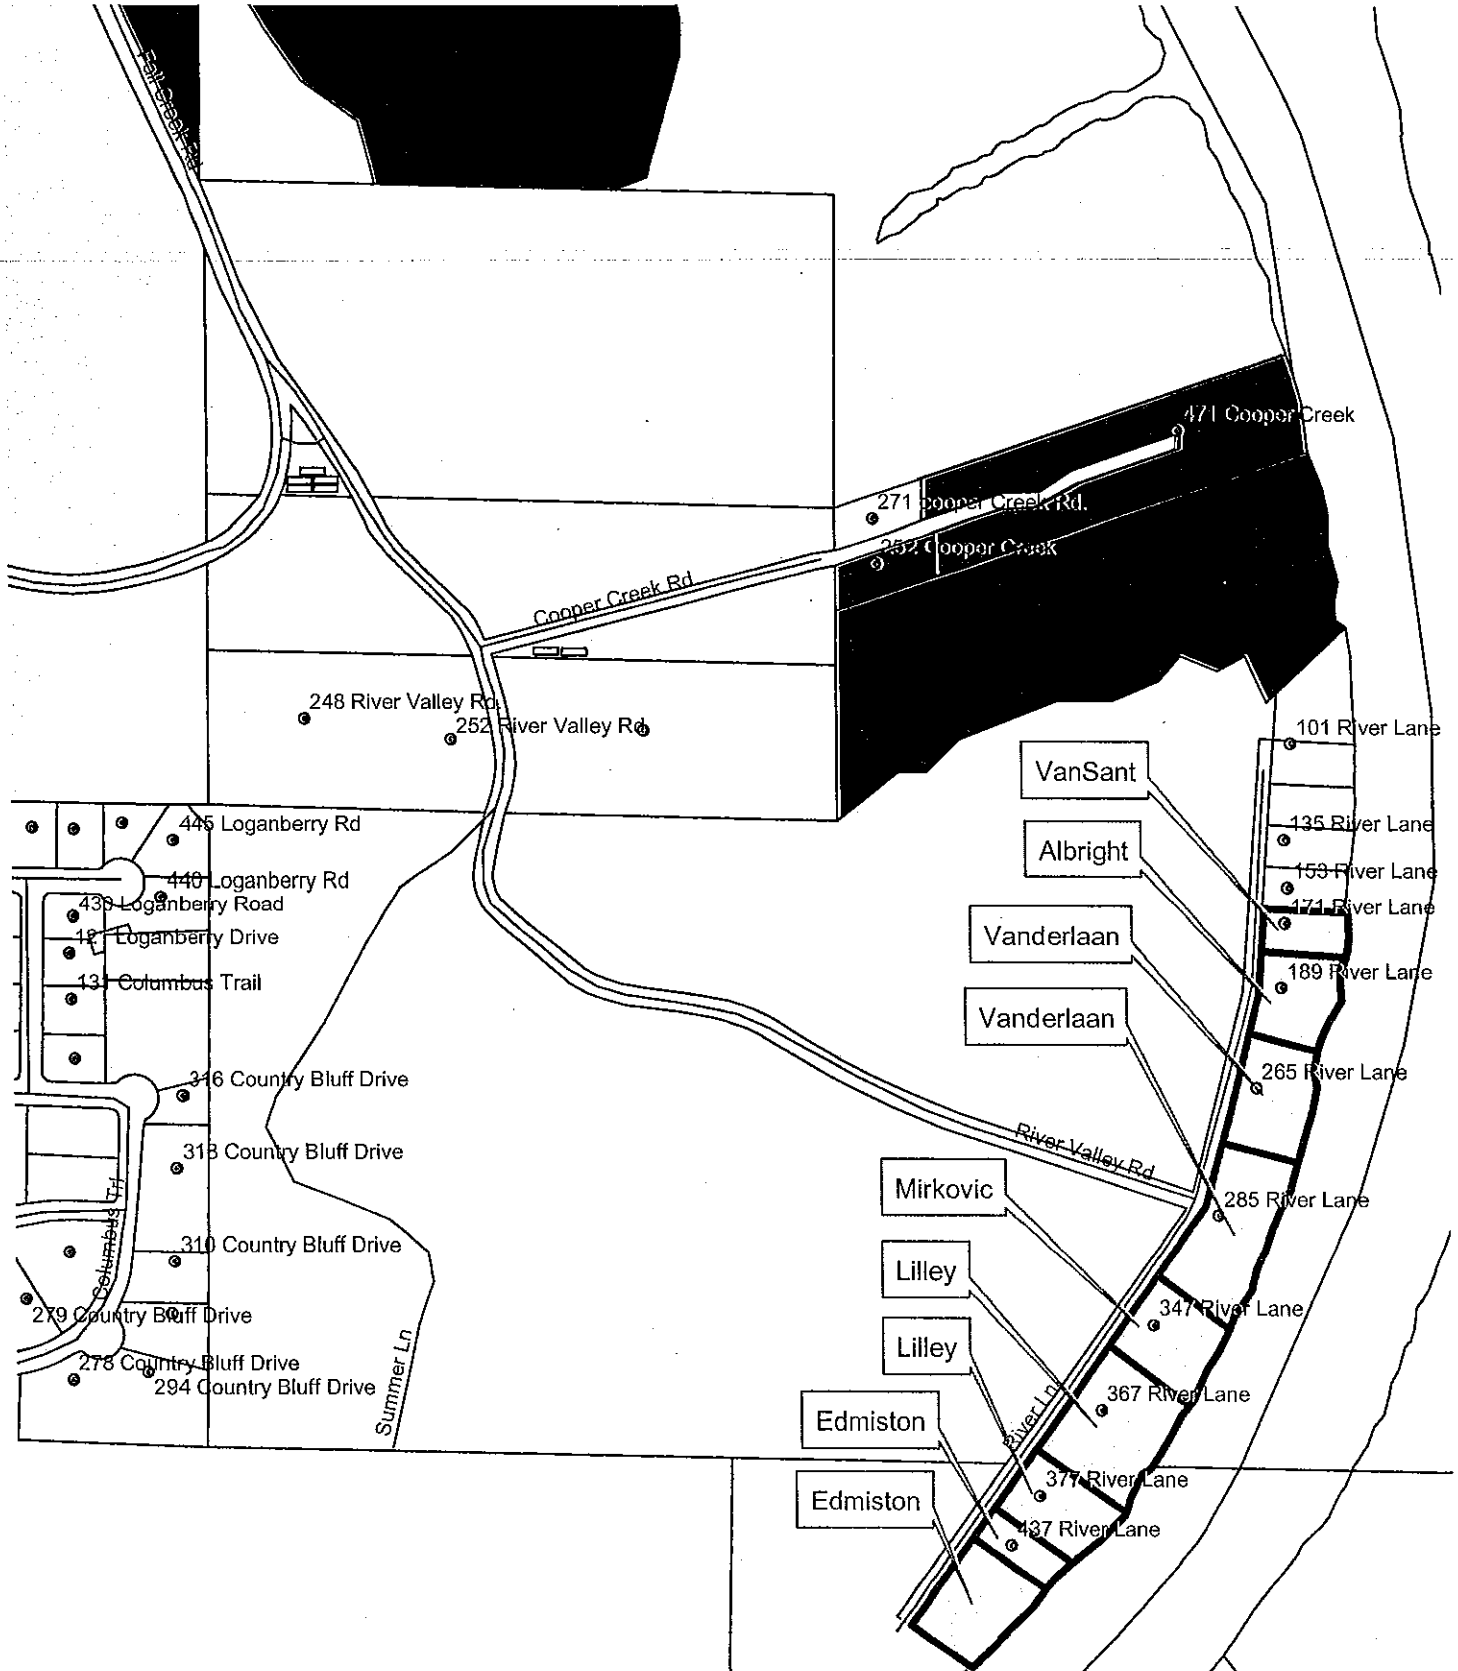 Fall Creek Rd
471 Cooper Creek
271 cooper Creek Rd.
252 Cooper Creek
Cooper Creek Rd
248 River Valley Rd.
252 River Valley Rd
101 River Lane
VanSant
445 Loganberry Rd
135 River Lane
Albright
153 River Lane
440 Loganberry Rd
430 Loganberry Road
171 River Lane
Loganberry Drive
Vanderlaan
131 Columbus Trail
189 River Lane
Vanderlaan
316 Country Bluff Drive
265 River Lane
River Valley Rd
318 Country Bluff Drive
Mirkovic
285 River Lane
Columbus Trl
310 Country Bluff Drive
Lilley
279 Country Bluff Drive
347 River Lane
Lilley
278 Country Bluff Drive
294 Country Bluff Drive
Summer Ln
367 River Lane
River Ln
Edmiston
377 River Lane
Edmiston
437 River Lane